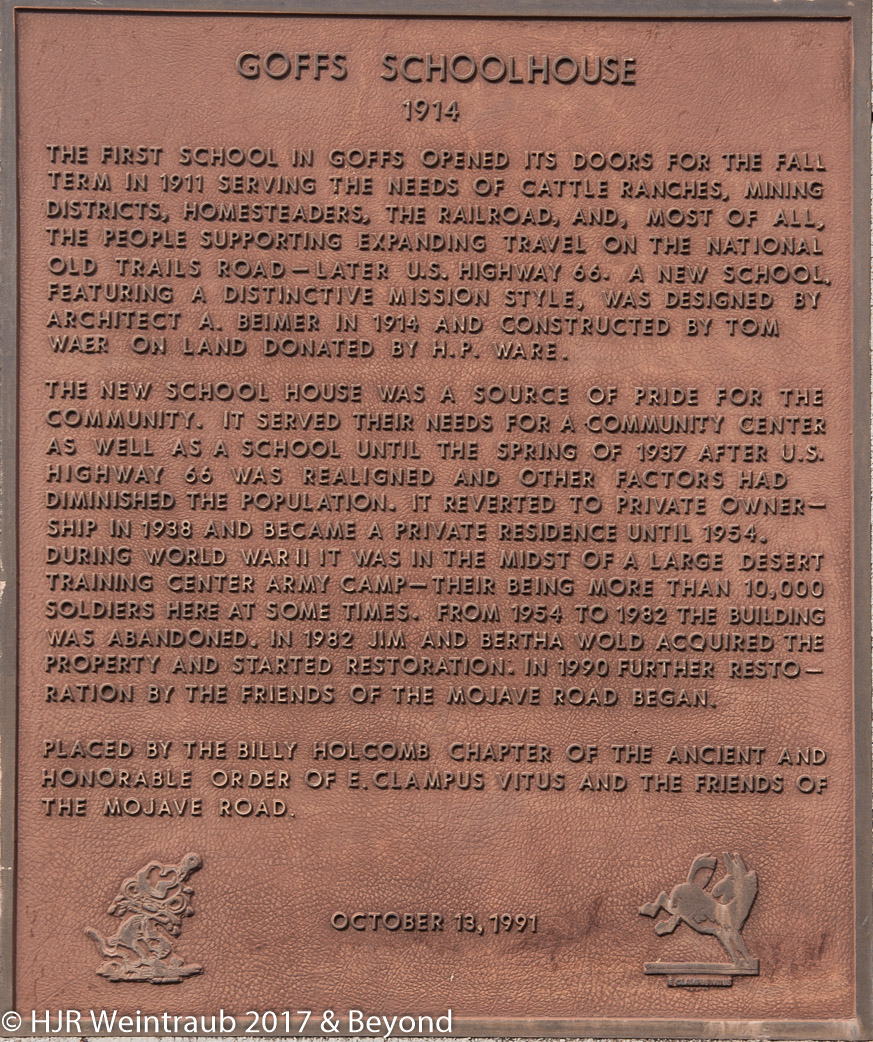 GOFFS SCHOOLHOUSE
1914
THE FIRST SCHOOL IN GOFFS OPENED ITS DOORS FOR THE FALL
TERM IN 1911 SERVING THE NEEDS OF CATTLE RANCHES, MINING
DISTRICTS, HOMESTEADERS, THE RAILROAD, AND, MOST OF ALL,
THE PEOPLE SUPPORTING EXPANDING TRAVEL ON THE NATIONAL
OLD TRAILS ROAD—LATER U.S. HIGHWAY 66. A NEW SCHOOL,
FEATURING A DISTINCTIVE MISSION STYLE, WAS DESIGNED BY
ARCHITECT A. BEIMER IN 1914 AND CONSTRUCTED BY TOM
WAER ON LAND DONATED BY H.P. WARE.
THE NEW SCHOOL HOUSE WAS A SOURCE OF PRIDE FOR THE
COMMUNITY. IT SERVED THEIR NEEDS FOR A COMMUNITY CENTER
AS WELL AS A SCHOOL UNTIL THE SPRING OF 1937 AFTER U.S.
HIGHWAY 66 WAS REALIGNED AND OTHER FACTORS HAD
DIMINISHED THE POPULATION. IT REVERTED TO PRIVATE OWNER—
SHIP IN 1938 AND BECAME A PRIVATE RESIDENCE UNTIL 1954.
DURING WORLD WAR II IT WAS IN THE MIDST OF A LARGE DESERT
TRAINING CENTER ARMY CAMP—THEIR BEING MORE THAN 10,000
SOLDIERS HERE AT SOME TIMES. FROM 1954 TO 1982 THE BUILDING
WAS ABANDONED. IN 1982 JIM AND BERTHA WOLD ACQUIRED THE
PROPERTY AND STARTED RESTORATION. IN 1990 FURTHER RESTO—
RATION BY THE FRIENDS OF THE MOJAVE ROAD BEGAN.
PLACED BY THE BILLY HOLCOMB CHAPTER OF THE ANCIENT AND
HONORABLE ORDER OF E. CLAMPUS VITUS AND THE FRIENDS OF
THE MOJAVE ROAD.
OCTOBER 13, 1991
© HJR Weintraub 2017 & Beyond